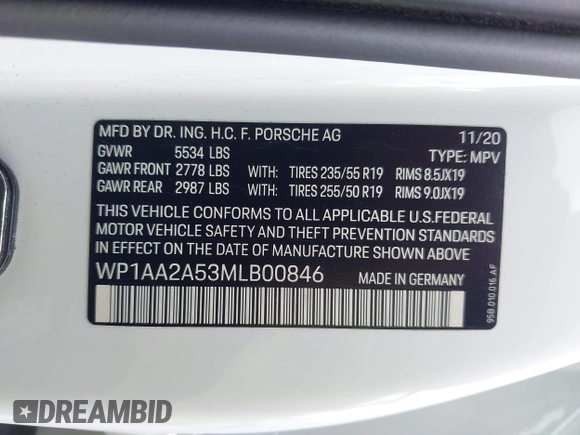 MFD BY DR. ING. H.C. F. PORSCHE AG 11/20
GVWR 5534 LBS TYPE: MPV
GAWR FRONT 2778 LBS WITH: TIRES 235/55 R19 RIMS 8.5JX19
GAWR REAR 2987 LBS WITH: TIRES 255/50 R19 RIMS 9.0JX19
THIS VEHICLE CONFORMS TO ALL APPLICABLE U.S.FEDERAL
MOTOR VEHICLE SAFETY AND THEFT PREVENTION STANDARDS
IN EFFECT ON THE DATE OF MANUFACTURE SHOWN ABOVE
WP1AA2A53MLB00846 MADE IN GERMANY
95B.010.016.AF
DREAMBID